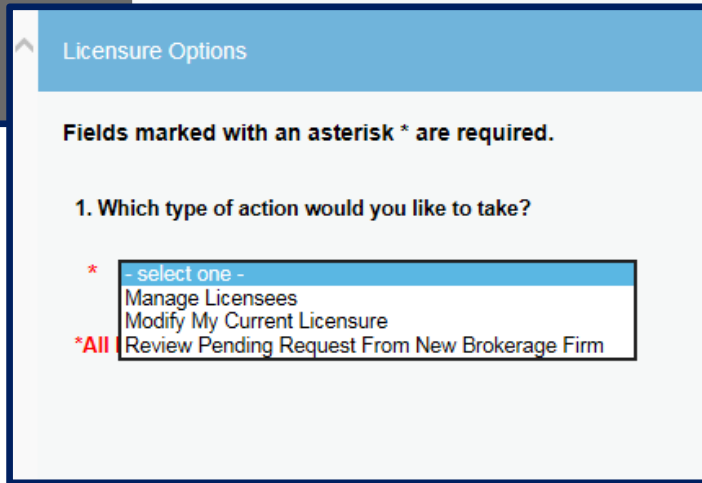 Licensure Options
Fields marked with an asterisk * are required.
1. Which type of action would you like to take?
* - select one -
Manage Licensees
Modify My Current Licensure
*All Review Pending Request From New Brokerage Firm